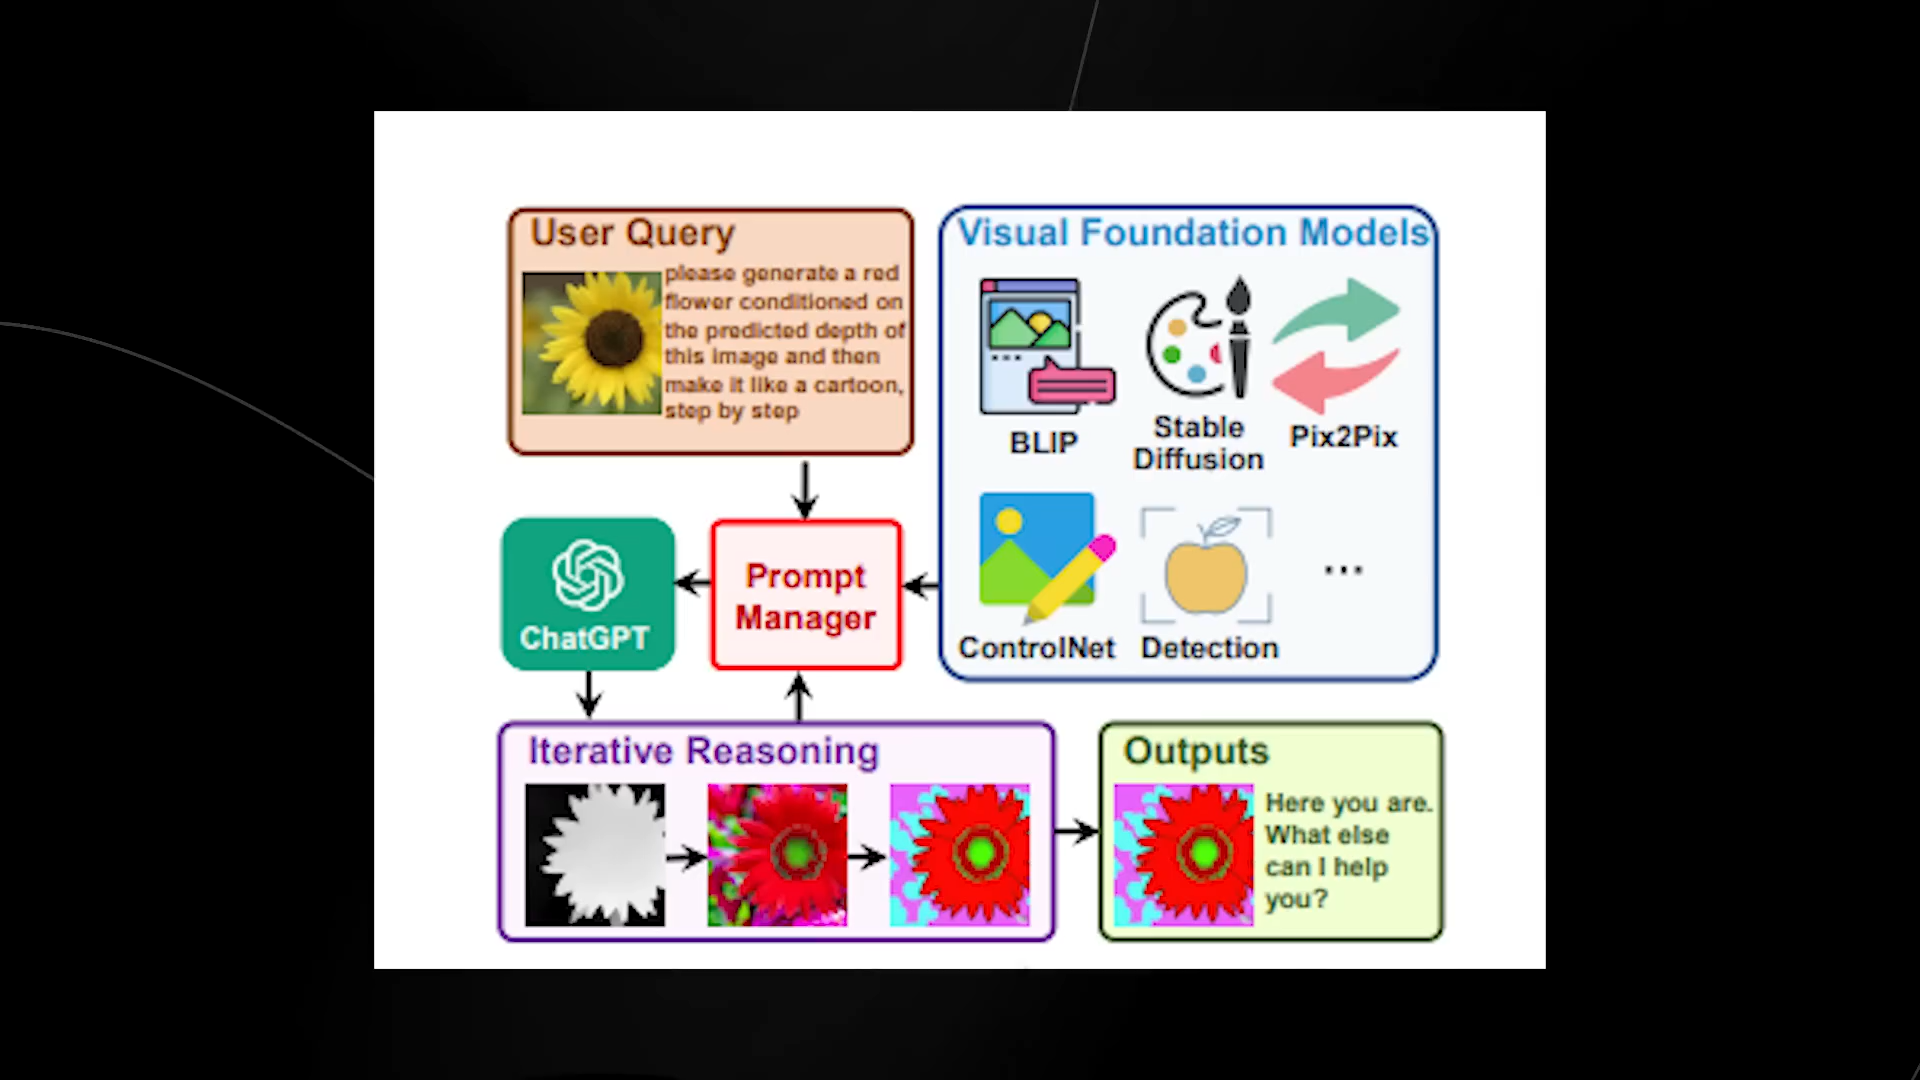 User Query
please generate a red
flower conditioned on
the predicted depth of
this image and then
make it like a cartoon,
step by step
Visual Foundation Models
BLIP
Stable
Diffusion
Pix2Pix
ControlNet
Detection
...
ChatGPT
Prompt
Manager
Iterative Reasoning
Outputs
Here you are.
What else
can I help
you?